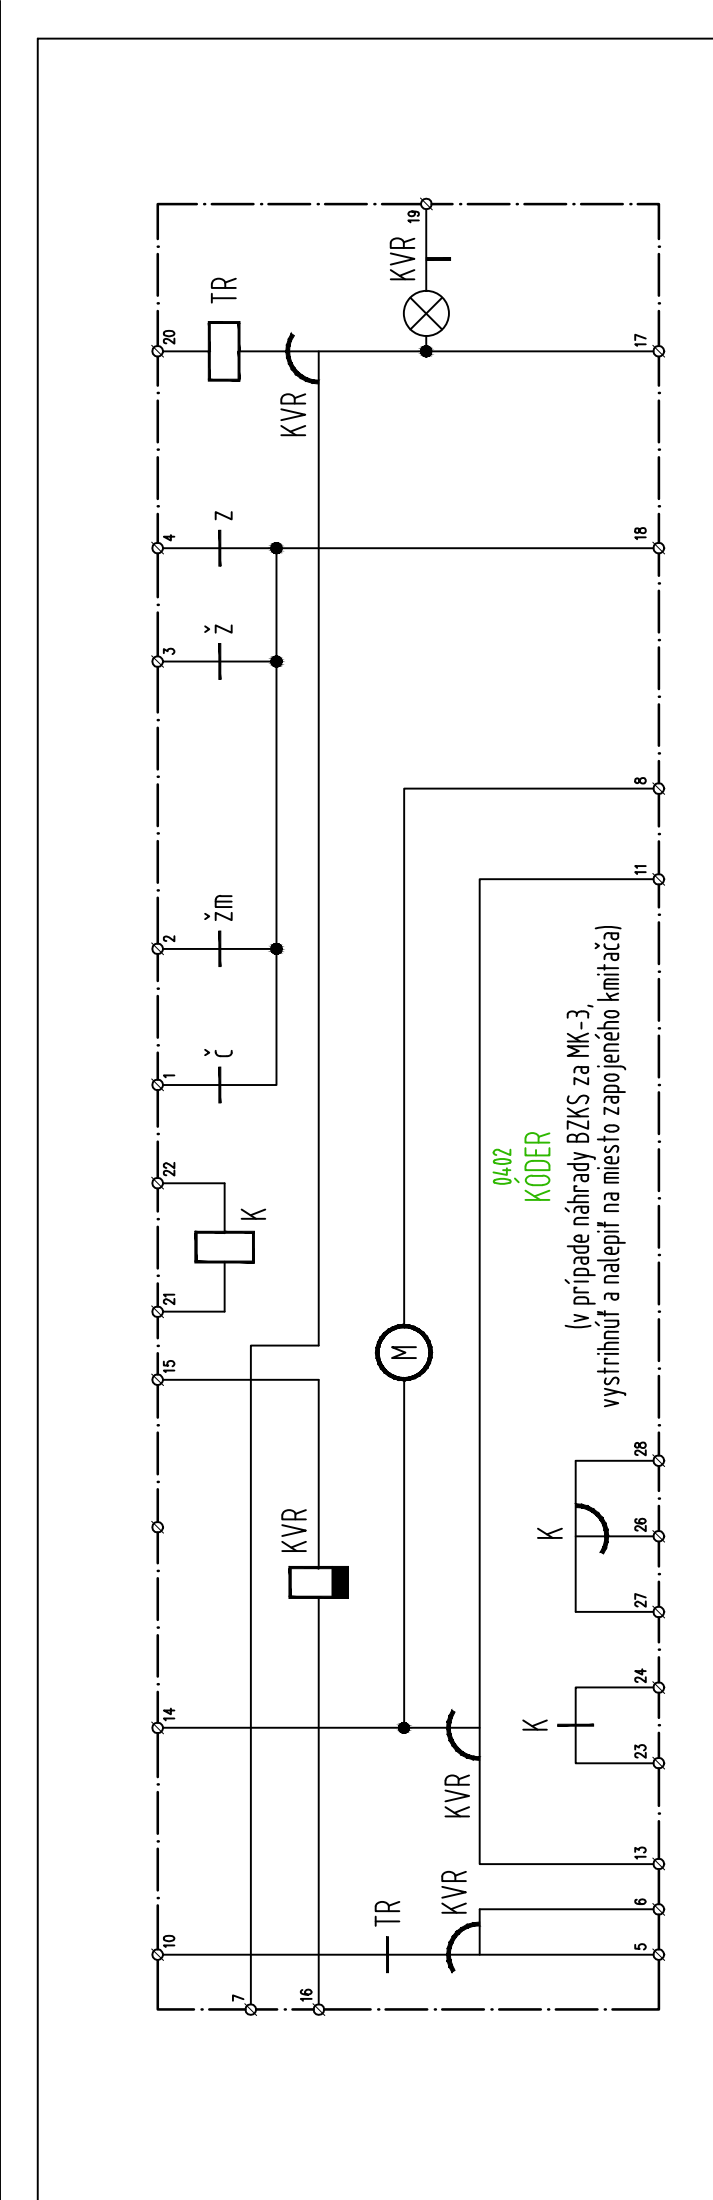 10
14
15
21
22
1
2
3
4
20
č
žm
ž
z
TR
7
K
KVR
KVR
16
TR
M
KVR
19
KVR
KVR
0402
KÓDER
K
K
(v prípade náhrady BZKS za MK-3,
vystrihnúť a nalepiť na miesto zapojeného kmitača)
5
6
13
23
24
27
26
28
11
8
18
17